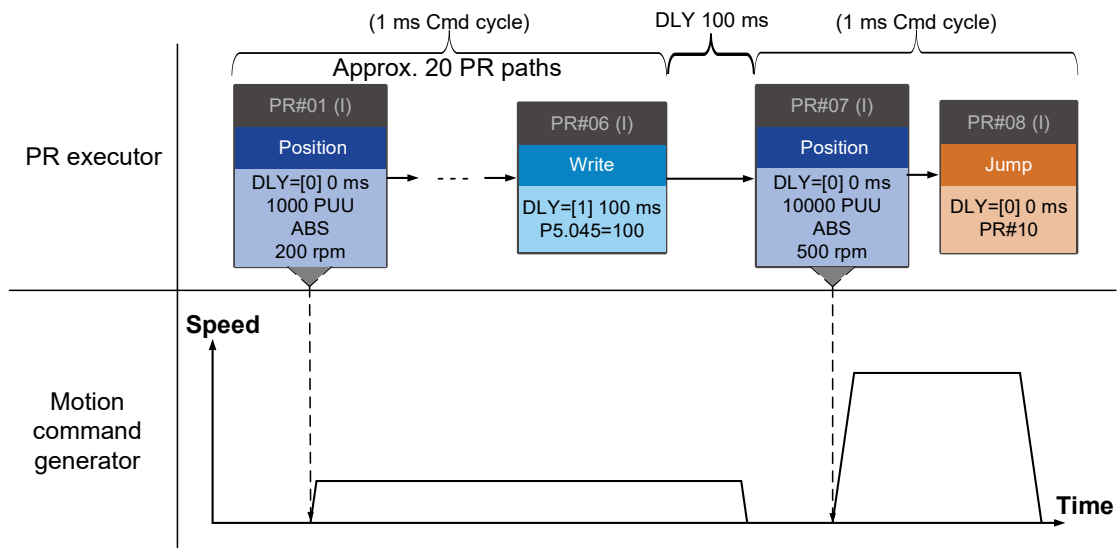 (1 ms Cmd cycle)
DLY 100 ms
(1 ms Cmd cycle)
Approx. 20 PR paths
PR executor
PR#01 (I)
Position
DLY=[0] 0 ms
1000 PUU
ABS
200 rpm
PR#06 (I)
Write
DLY=[1] 100 ms
P5.045=100
PR#07 (I)
Position
DLY=[0] 0 ms
10000 PUU
ABS
500 rpm
PR#08 (I)
Jump
DLY=[0] 0 ms
PR#10
Motion
command
generator
Speed
Time